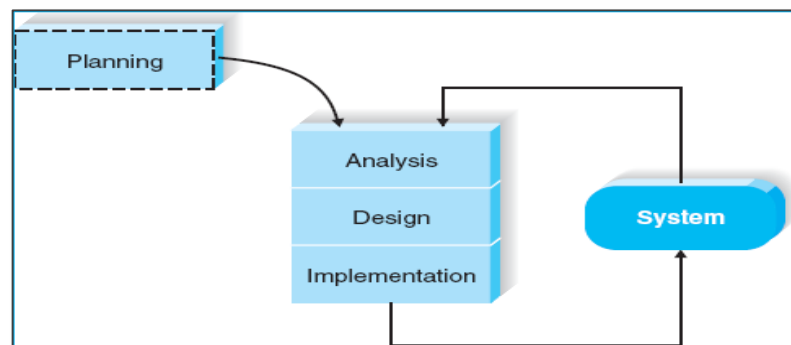 Planning
Analysis
Design
System
Implementation